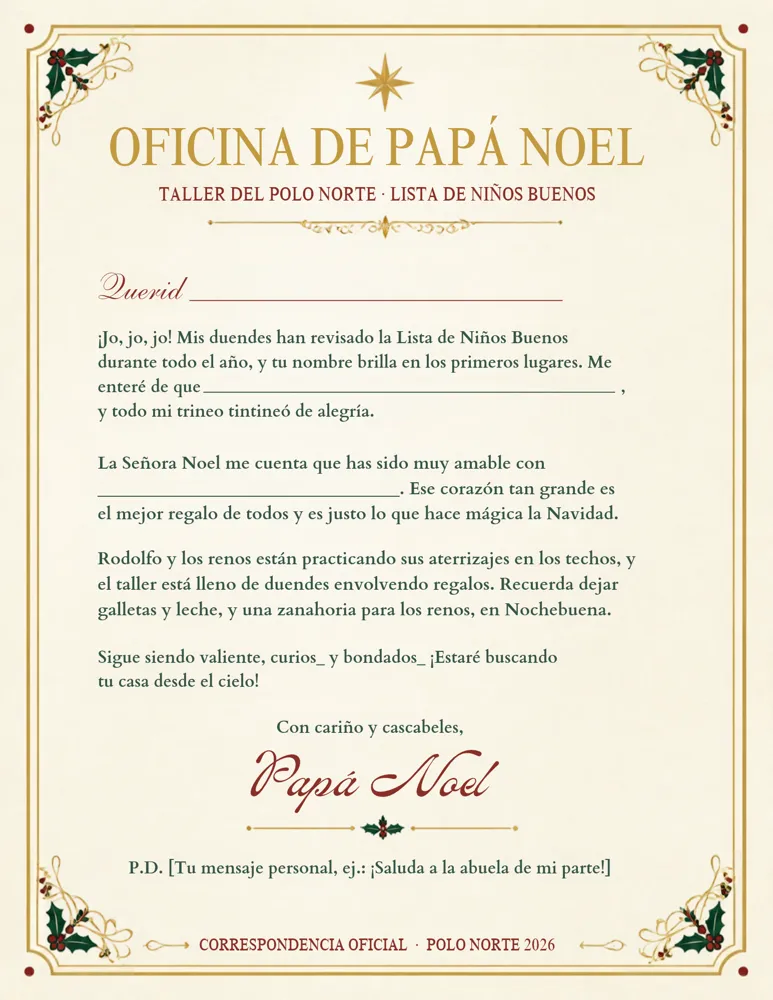 OFICINA DE PAPÁ NOEL
TALLER DEL POLO NORTE · LISTA DE NIÑOS BUENOS
Querid ______________________________
¡Jo, jo, jo! Mis duendes han revisado la Lista de Niños Buenos
durante todo el año, y tu nombre brilla en los primeros lugares. Me
enteré de que __________________________________ ,
y todo mi trineo tintineó de alegría.
La Señora Noel me cuenta que has sido muy amable con
_________________________. Ese corazón tan grande es
el mejor regalo de todos y es justo lo que hace mágica la Navidad.
Rodolfo y los renos están practicando sus aterrizajes en los techos, y
el taller está lleno de duendes envolviendo regalos. Recuerda dejar
galletas y leche, y una zanahoria para los renos, en Nochebuena.
Sigue siendo valiente, curios_ y bondados_ ¡Estaré buscando
tu casa desde el cielo!
Con cariño y cascabeles,
Papá Noel
P.D. [Tu mensaje personal, ej.: ¡Saluda a la abuela de mi parte!]
CORRESPONDENCIA OFICIAL · POLO NORTE 2026